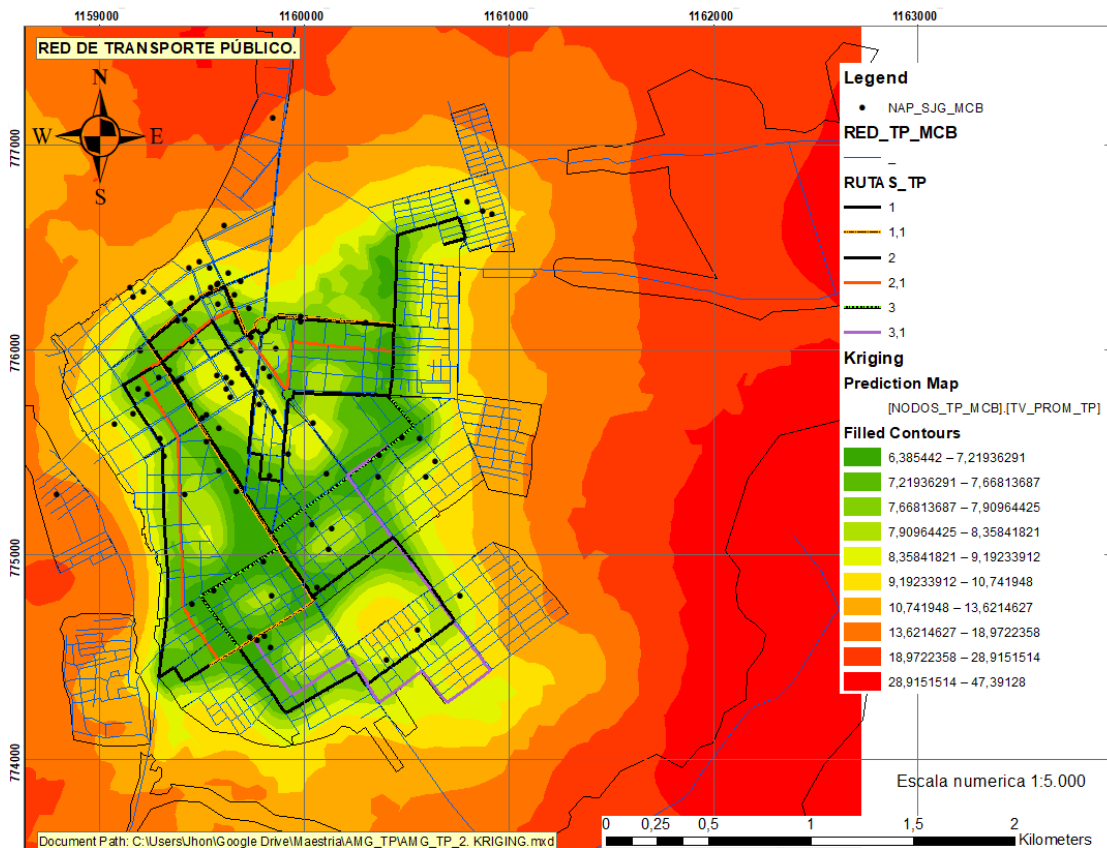 1159000 1160000 1161000 1162000 1163000
RED DE TRANSPORTE PÚBLICO.
N
W E
S
777000
776000
775000
774000
Legend
NAP_SJG_MCB
RED_TP_MCB
_
RUTA S_TP
1
1,1
2
2,1
3
3,1
Kriging
Prediction Map
[NODOS_TP_MCB].[TV_PROM_TP]
Filled Contours
6,385442 – 7,21936291
7,21936291 – 7,66813687
7,66813687 – 7,90964425
7,90964425 – 8,35841821
8,35841821 – 9,19233912
9,19233912 – 10,741948
10,741948 – 13,6214627
13,6214627 – 18,9722358
18,9722358 – 28,9151514
28,9151514 – 47,39128
Escala numerica 1:5.000
0 0,25 0,5 1 1,5 2
Kilometers
Document Path: C:\Users\Jhon\Google Drive\Maestria\AMG_TP\AMG_TP_2. KRIGING.mxd